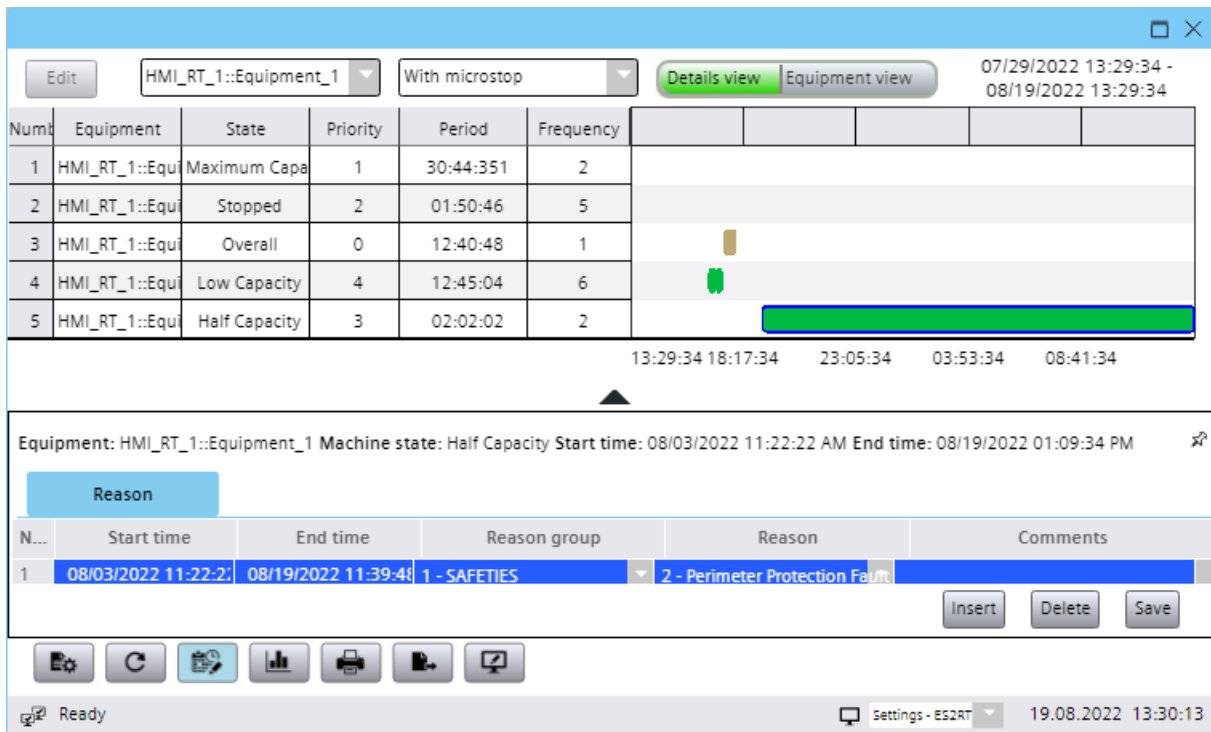 07/29/2022 13:29:34 -
Edit HMI_RT_1::Equipment_1 With microstop Details view Equipment view 08/19/2022 13:29:34
Numb Equipment State Priority Period Frequency
1 HMI_RT_1::Equi Maximum Capa 1 30:44:351 2
2 HMI_RT_1::Equi Stopped 2 01:50:46 5
3 HMI_RT_1::Equi Overall 0 12:40:48 1
4 HMI_RT_1::Equi Low Capacity 4 12:45:04 6
5 HMI_RT_1::Equi Half Capacity 3 02:02:02 2
13:29:34 18:17:34 23:05:34 03:53:34 08:41:34
Equipment: HMI_RT_1::Equipment_1 Machine state: Half Capacity Start time: 08/03/2022 11:22:22 AM End time: 08/19/2022 01:09:34 PM
Reason
N... Start time End time Reason group Reason Comments
1 08/03/2022 11:22:22 08/19/2022 11:39:48 1 - SAFETIES 2 - Perimeter Protection Fault
Insert Delete Save
Ready Settings - ES2RT 19.08.2022 13:30:13